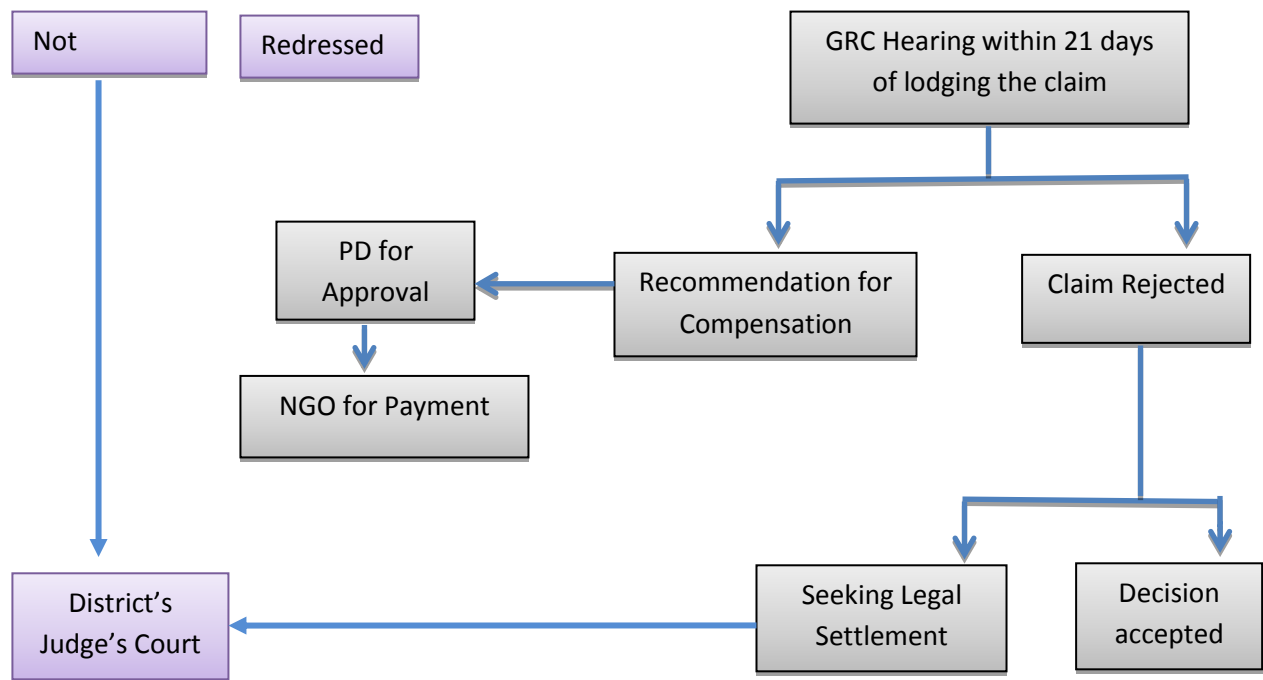 Not
Redressed
GRC Hearing within 21 days
of lodging the claim
PD for
Approval
Recommendation for
Compensation
Claim Rejected
NGO for Payment
District’s
Judge’s Court
Seeking Legal
Settlement
Decision
accepted